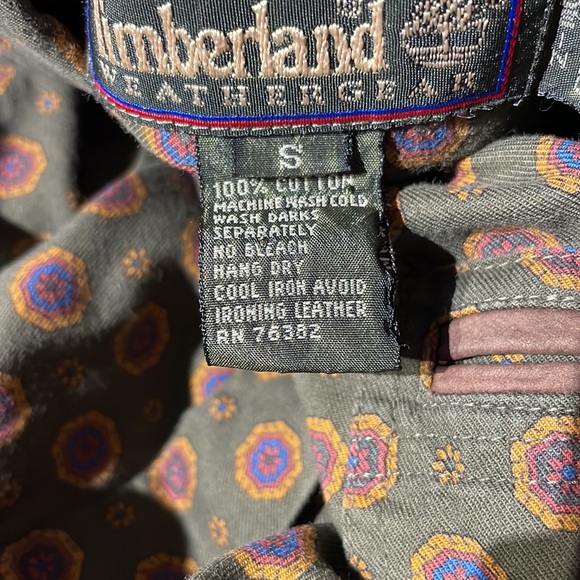 Timberland
WEATHERGEAR
S
100% COTTON
MACHINE WASH COLD
WASH DARKS
SEPARATELY
NO BLEACH
HANG DRY
COOL IRON AVOID
IRONING LEATHER
RN 76382